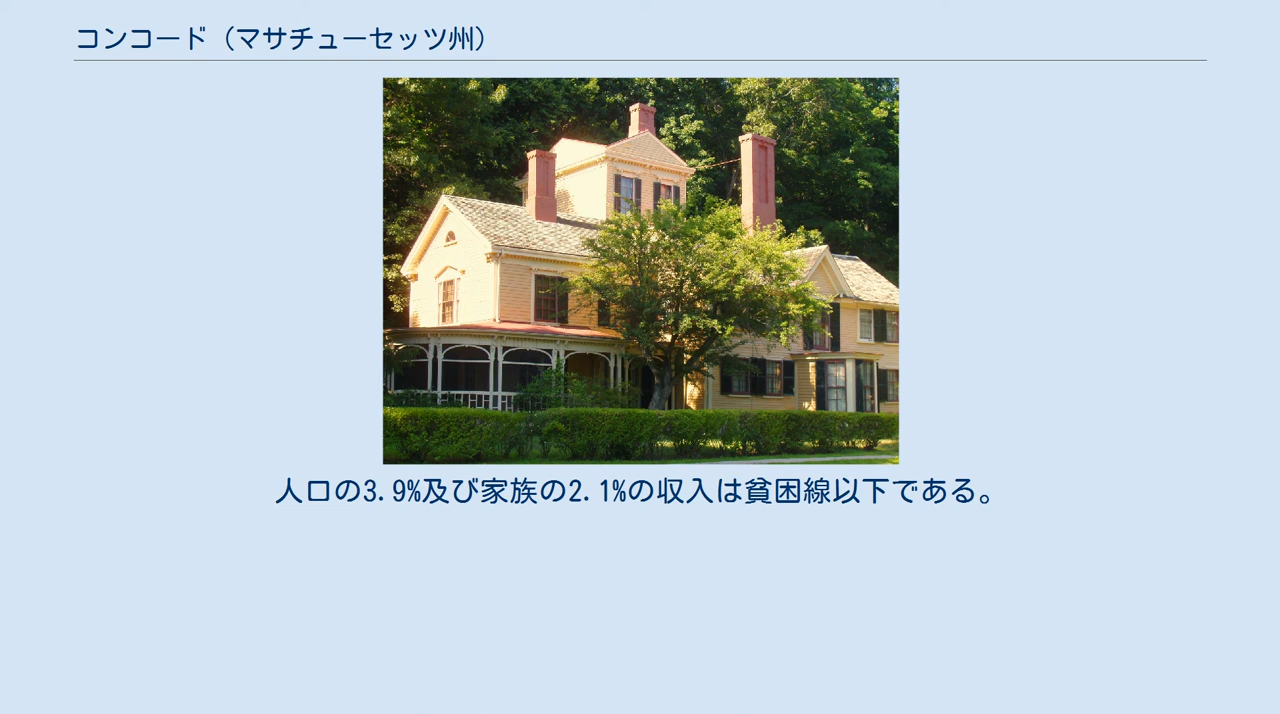 コンコード（マサチューセッツ州）
人口の3.9%及び家族の2.1%の収入は貧困線以下である。